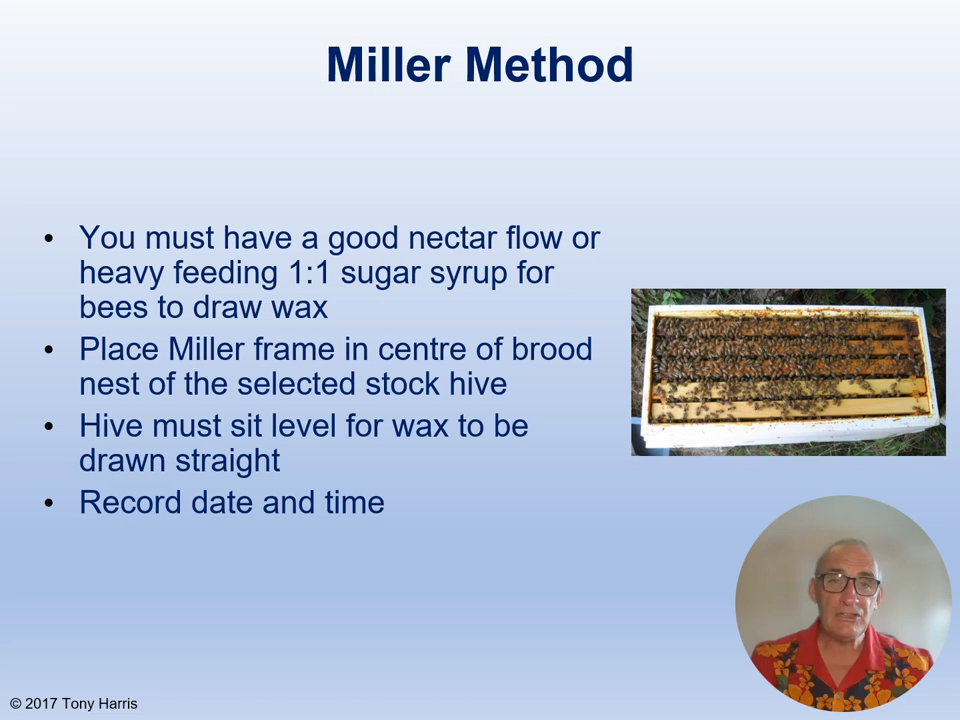 Miller Method
• You must have a good nectar flow or
heavy feeding 1:1 sugar syrup for
bees to draw wax
• Place Miller frame in centre of brood
nest of the selected stock hive
• Hive must sit level for wax to be
drawn straight
• Record date and time
© 2017 Tony Harris